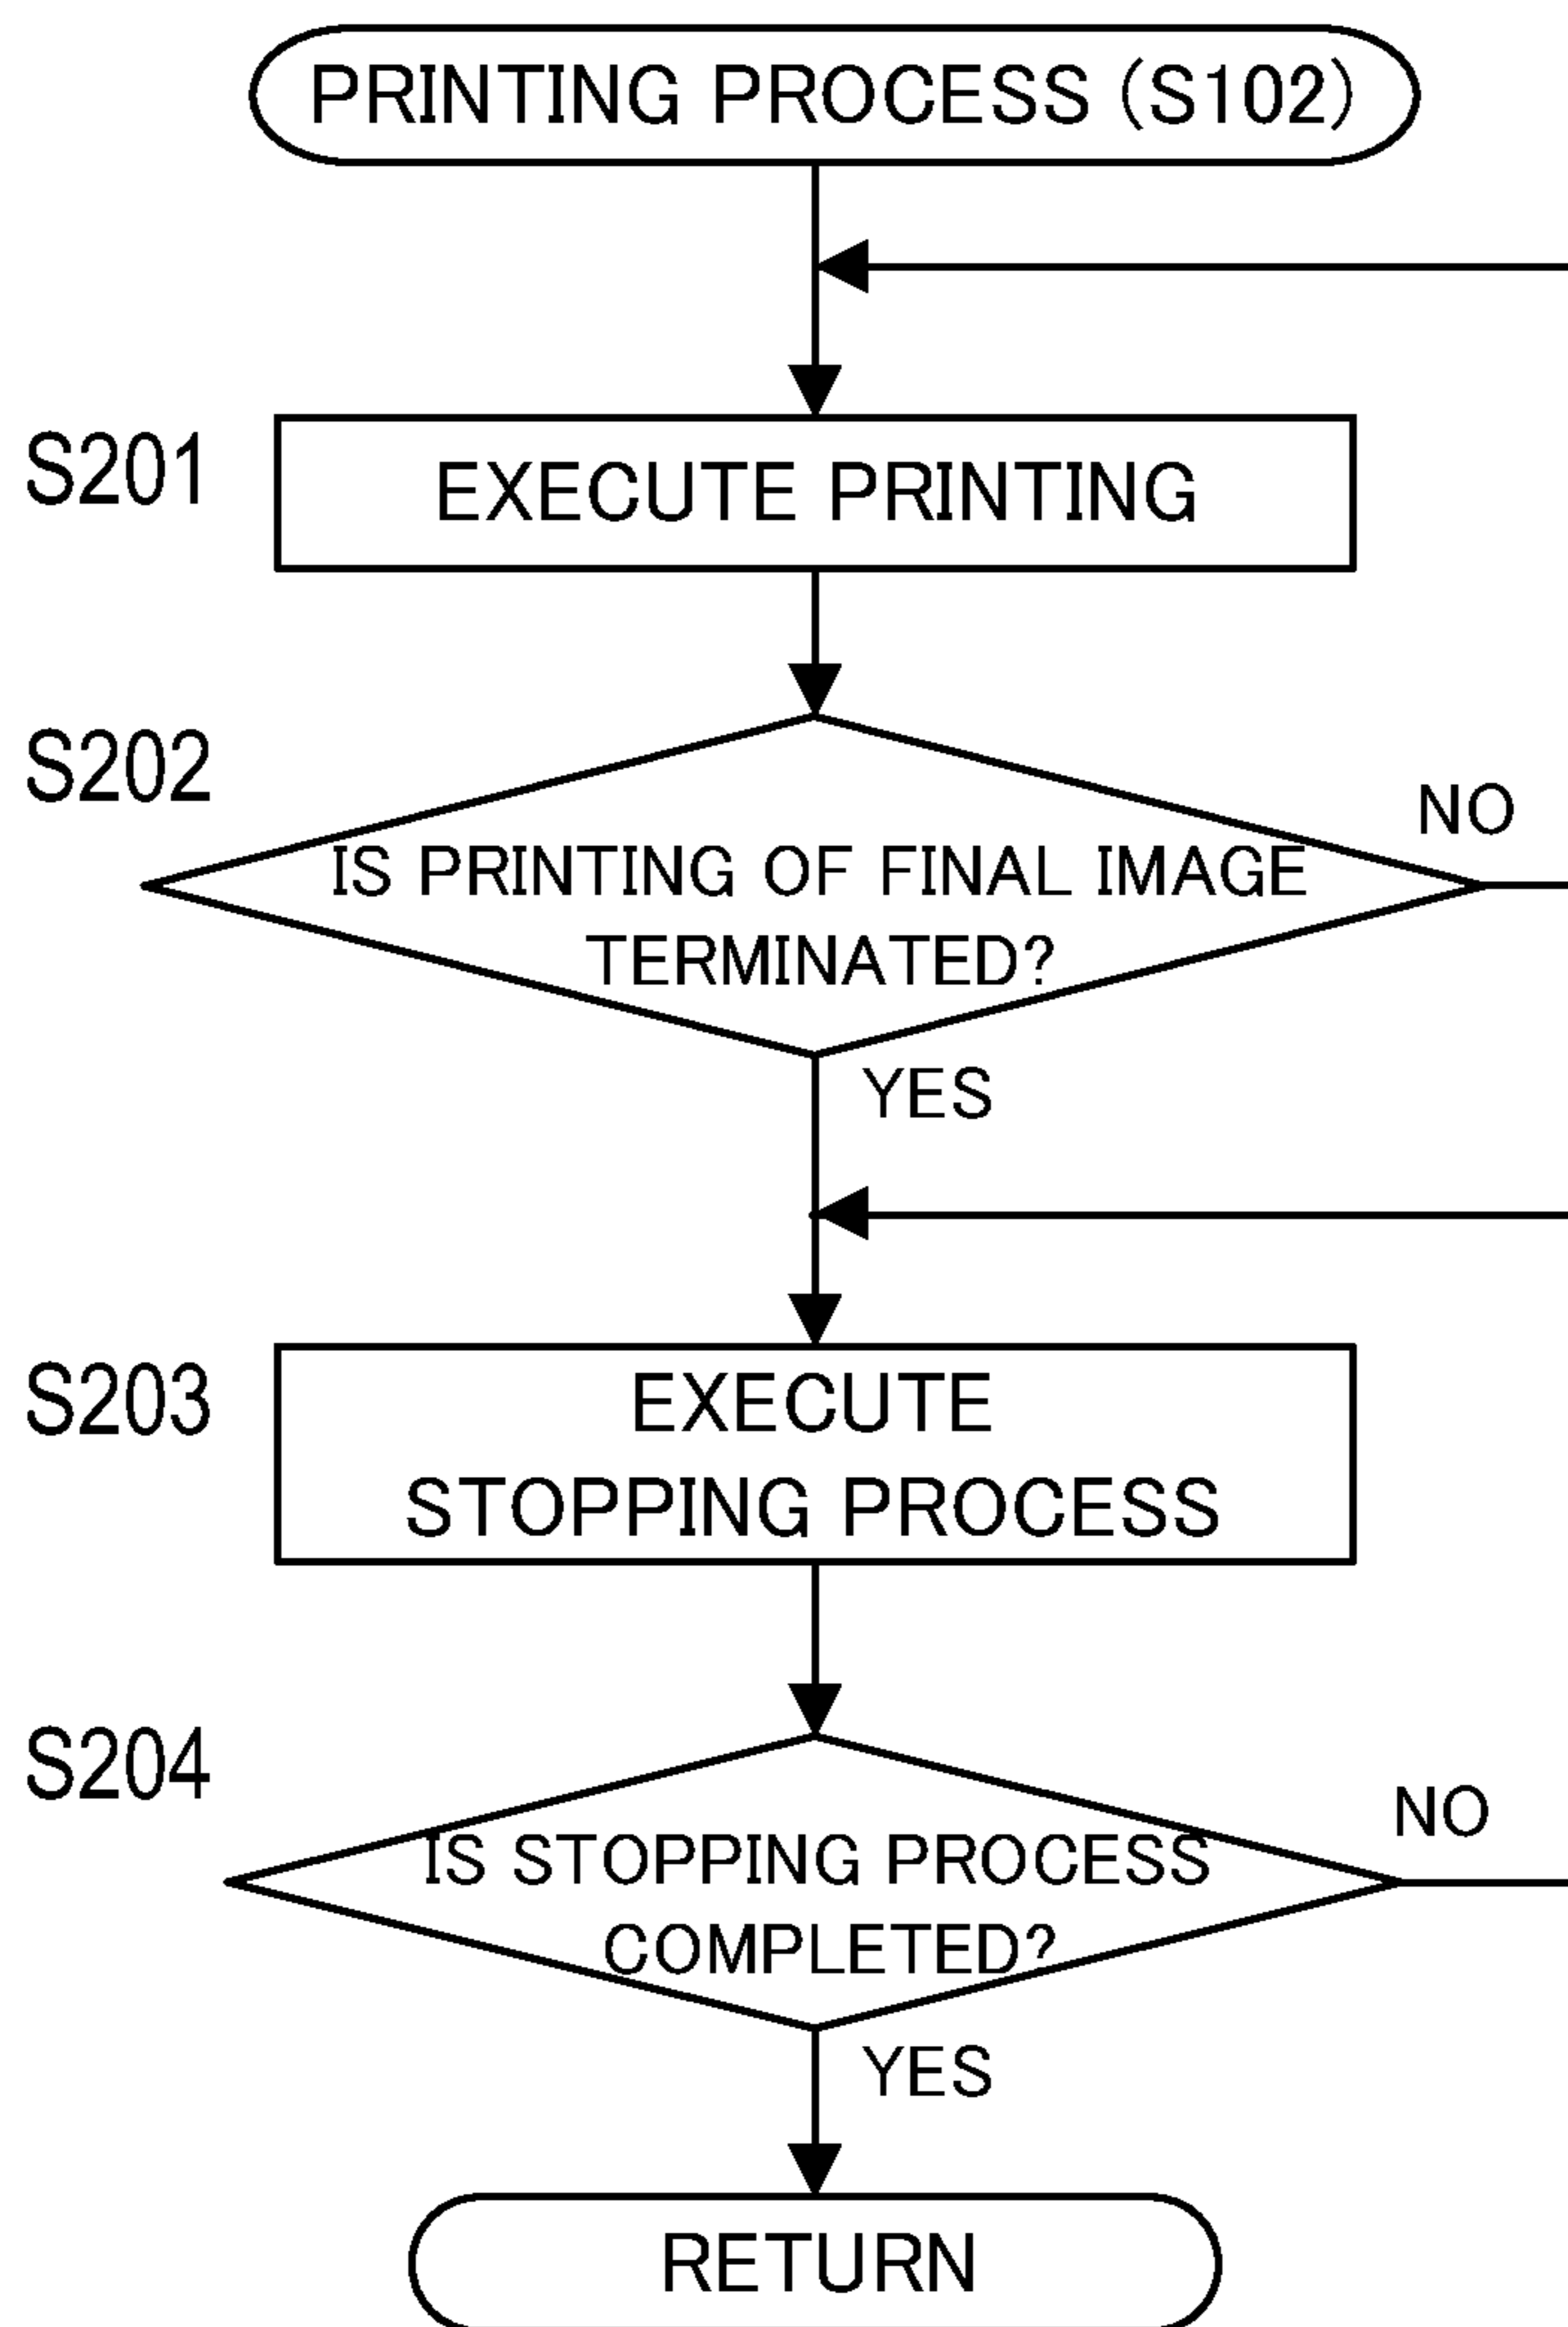 PRINTING PROCESS (S102)
S201
EXECUTE PRINTING
S202
NO
IS PRINTING OF FINAL IMAGE
TERMINATED?
YES
S203
EXECUTE
STOPPING PROCESS
S204
NO
IS STOPPING PROCESS
COMPLETED?
YES
RETURN